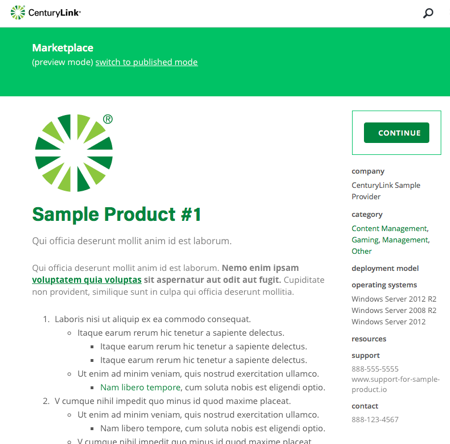 CenturyLink®
Marketplace
(preview mode) switch to published mode
®
Sample Product #1
Qui officia deserunt mollit anim id est laborum.
Qui officia deserunt mollit anim id est laborum. Nemo enim ipsam
voluptatem quia voluptas sit aspernatur aut odit aut fugit. Cupiditate
non provident, similique sunt in culpa qui officia deserunt mollitia.
1. Laboris nisi ut aliquip ex ea commodo consequat.
Itaque earum rerum hic tenetur a sapiente delectus.
Itaque earum rerum hic tenetur a sapiente delectus.
Itaque earum rerum hic tenetur a sapiente delectus.
Ut enim ad minim veniam, quis nostrud exercitation ullamco.
Nam libero tempore, cum soluta nobis est eligendi optio.
2. V cumque nihil impedit quo minus id quod maxime placeat.
Ut enim ad minim veniam, quis nostrud exercitation ullamco.
Nam libero tempore, cum soluta nobis est eligendi optio.
V cumque nihil impedit quo minus id quod maxime placeat.
CONTINUE
company
CenturyLink Sample
Provider
category
Content Management,
Gaming, Management,
Other
deployment model
operating systems
Windows Server 2012 R2
Windows Server 2008 R2
Windows Server 2012
resources
support
888-555-5555
www.support-for-sample-
product.io
contact
888-123-4567